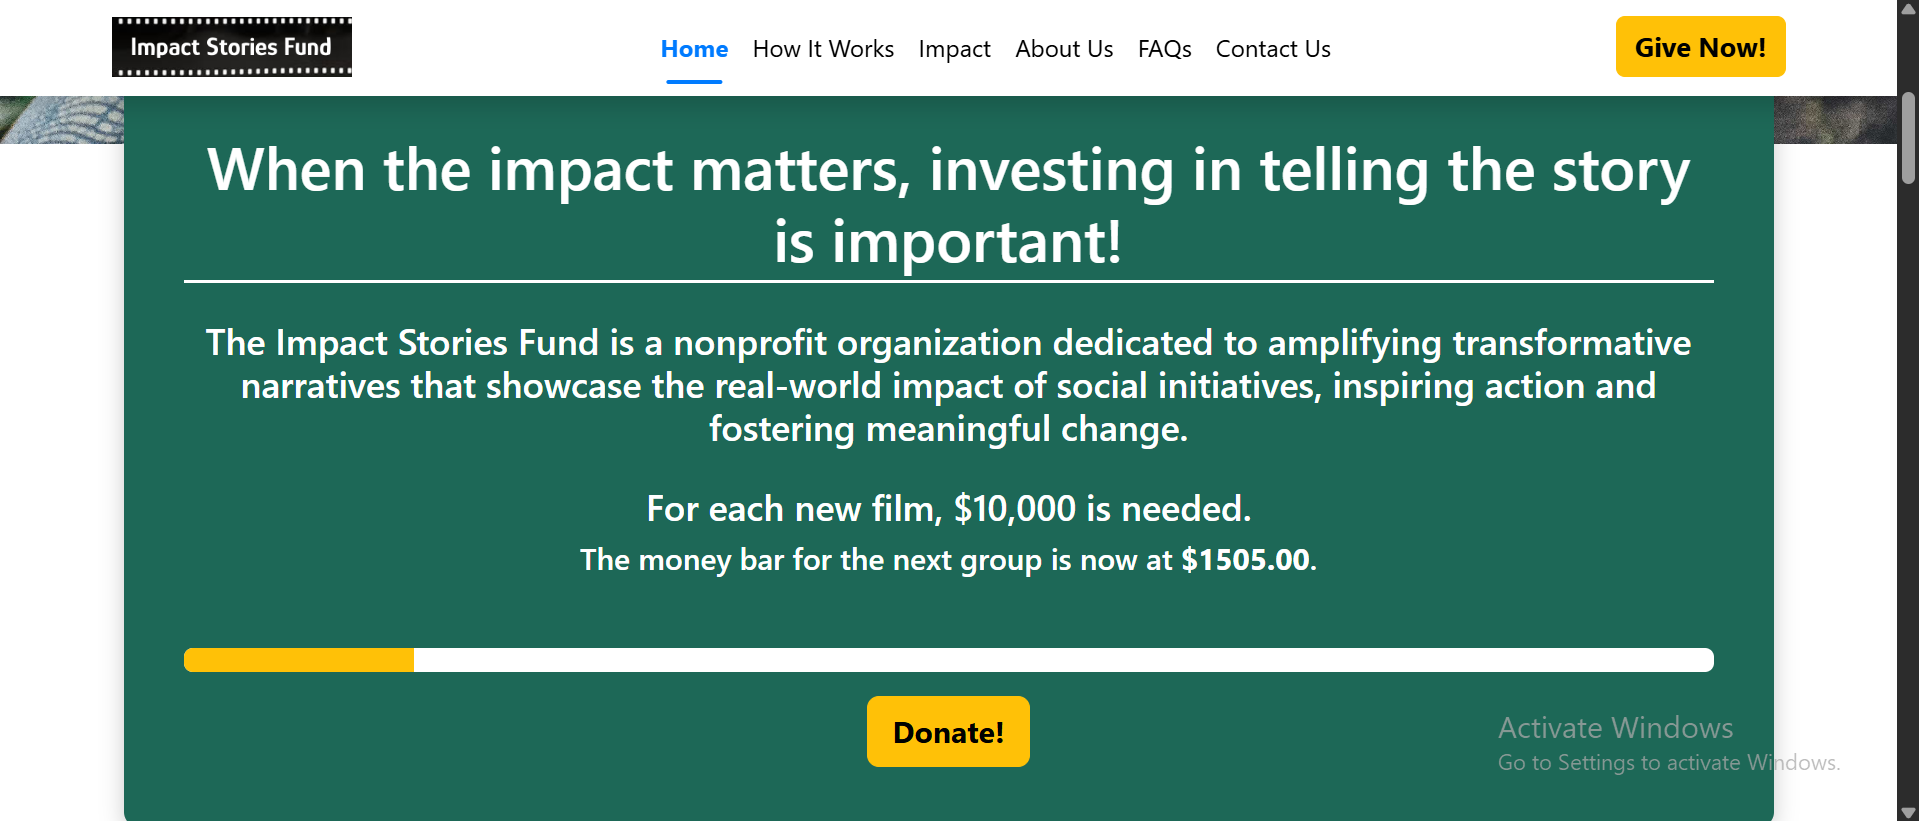 Impact Stories Fund
Home How It Works Impact About Us FAQs Contact Us
Give Now!
When the impact matters, investing in telling the story
is important!
The Impact Stories Fund is a nonprofit organization dedicated to amplifying transformative
narratives that showcase the real-world impact of social initiatives, inspiring action and
fostering meaningful change.
For each new film, $10,000 is needed.
The money bar for the next group is now at $1505.00.
Donate!
Activate Windows
Go to Settings to activate Windows.